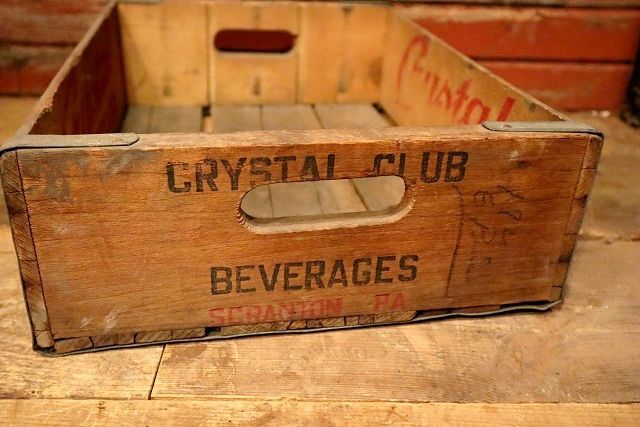 CRYSTAL CLUB
BEVERAGES
SCRANTON PA
Crystal